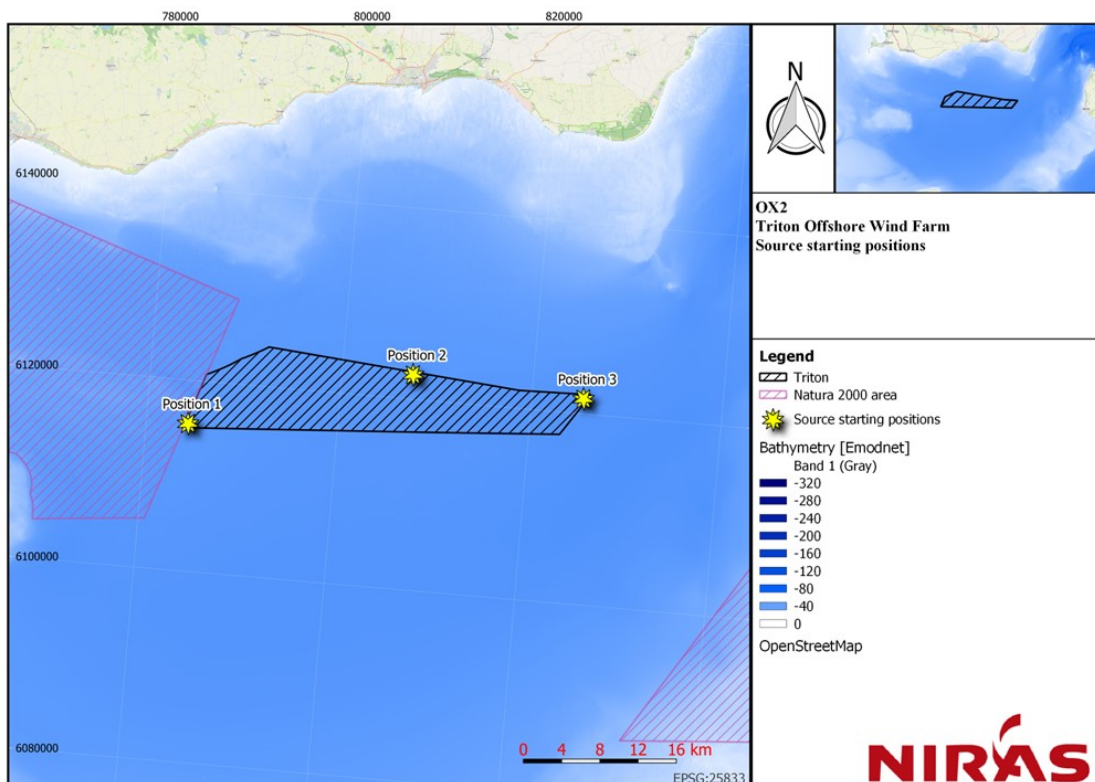 780000 800000 820000
6140000
6120000
6100000
6080000
Position 1
Position 2
Position 3
0 4 8 12 16 km
EPSG:25833
N
OX2
Triton Offshore Wind Farm
Source starting positions
Legend
Triton
Natura 2000 area
Source starting positions
Bathymetry [Emodnet]
Band 1 (Gray)
-320
-280
-240
-200
-160
-120
-80
-40
0
OpenStreetMap
NIRAS